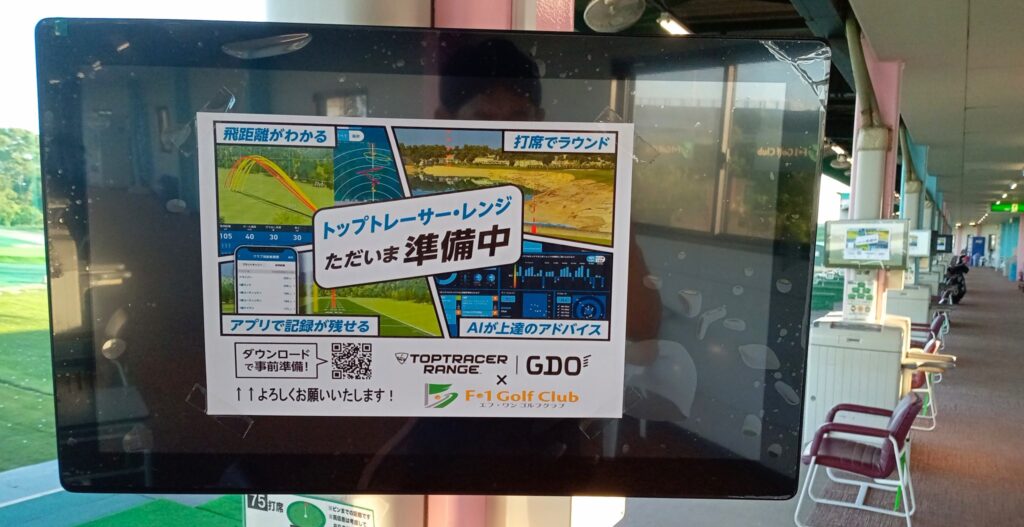 飛距離がわかる
打席でラウンド
トップトレーサー・レンジ
ただいま 準備中
105 40 30 30
アプリで記録が残せる
AIが上達のアドバイス
ダウンロード
で事前準備！
TOPTRACER
RANGE
GDO
×
↑↑よろしくお願いいたします！
F•1 Golf Club
エフ・ワン ゴルフクラブ
75打席